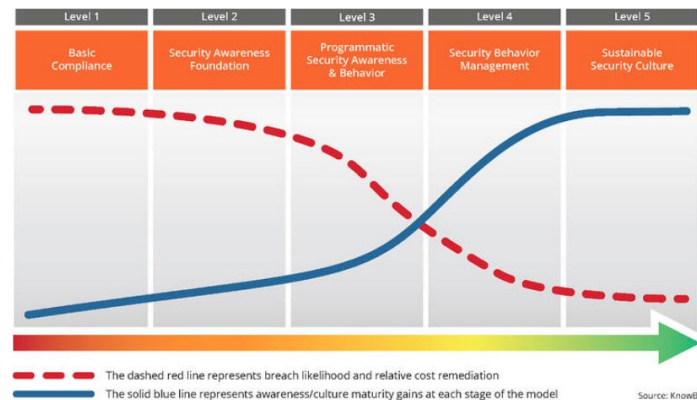 Level 1
Level 2
Level 3
Level 4
Level 5
Basic
Compliance
Security Awareness
Foundation
Programmatic
Security Awareness
& Behavior
Security Behavior
Management
Sustainable
Security Culture
The dashed red line represents breach likelihood and relative cost remediation
The solid blue line represents awareness/culture maturity gains at each stage of the model
Source: